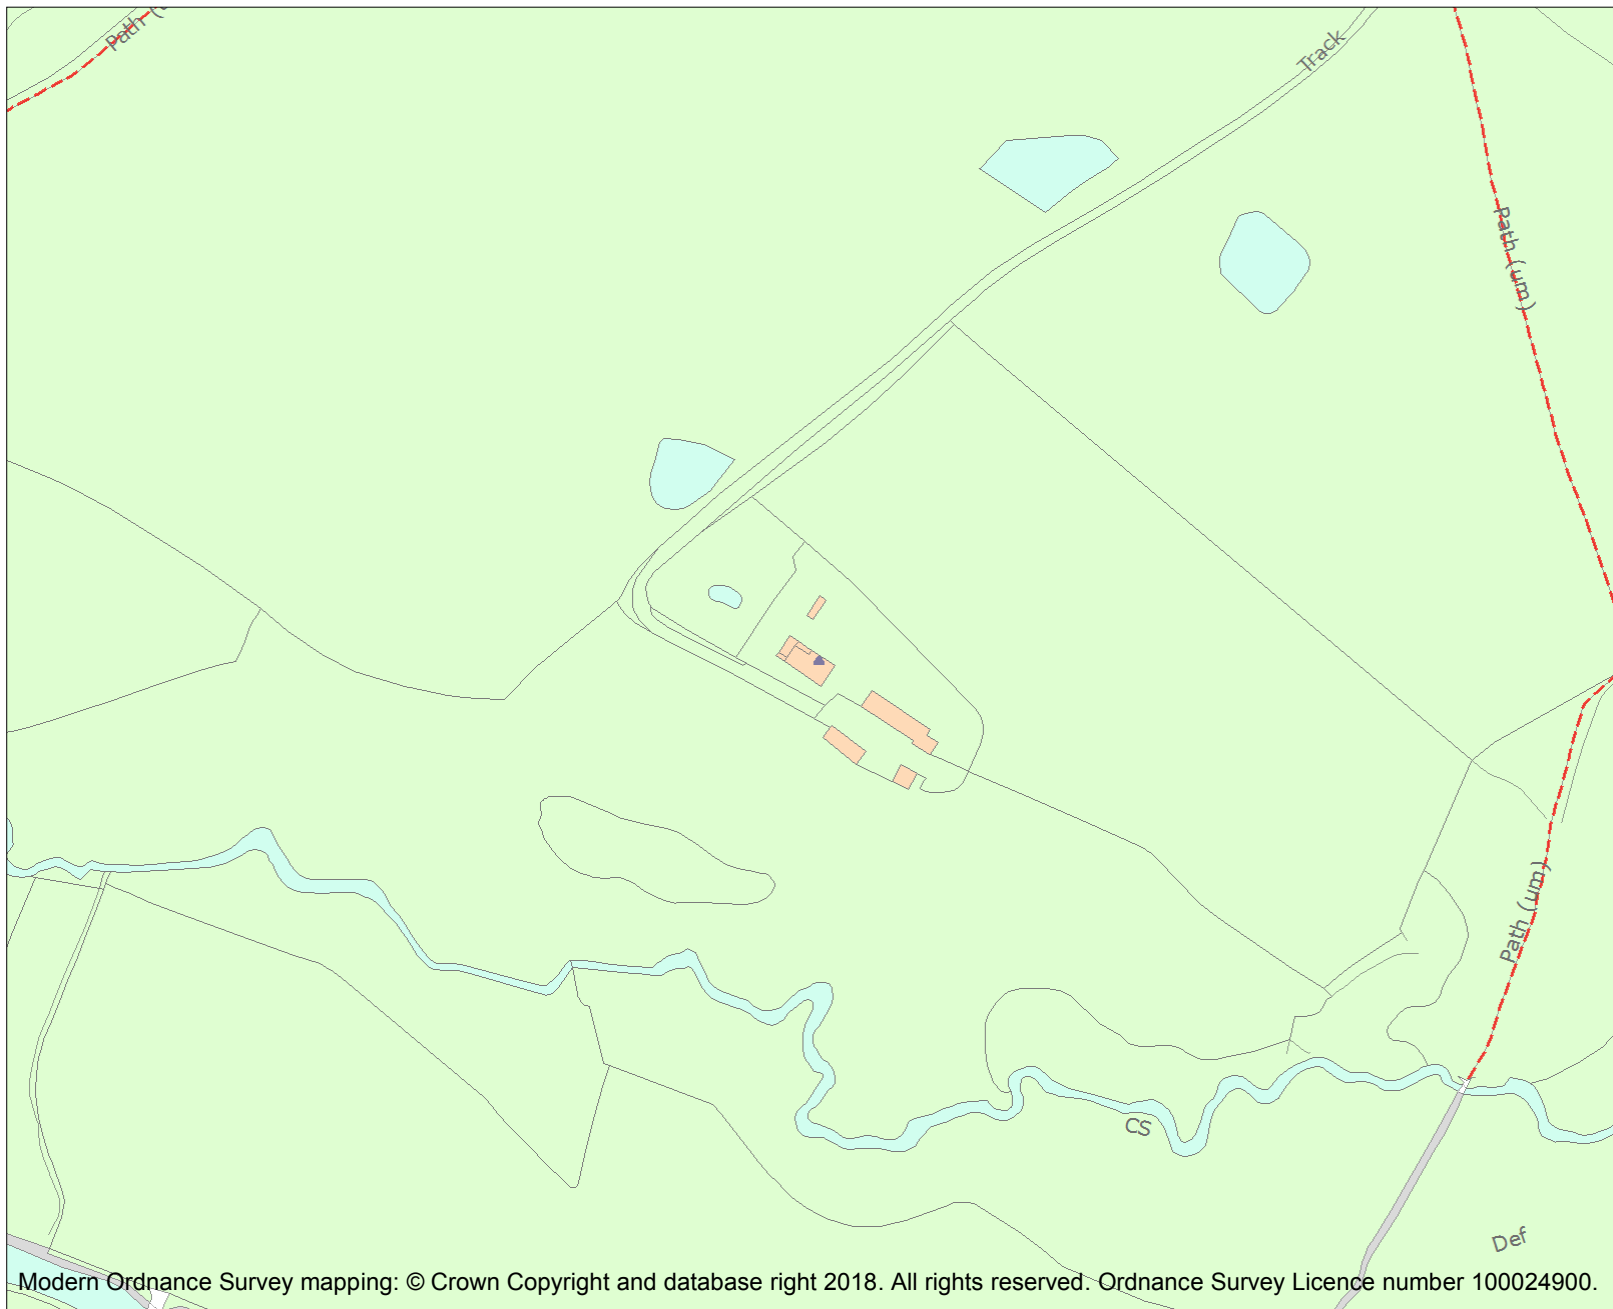 Path (u
Track
Path (um)
Path (um)
CS
Def
Modern Ordnance Survey mapping: © Crown Copyright and database right 2018. All rights reserved. Ordnance Survey Licence number 100024900.